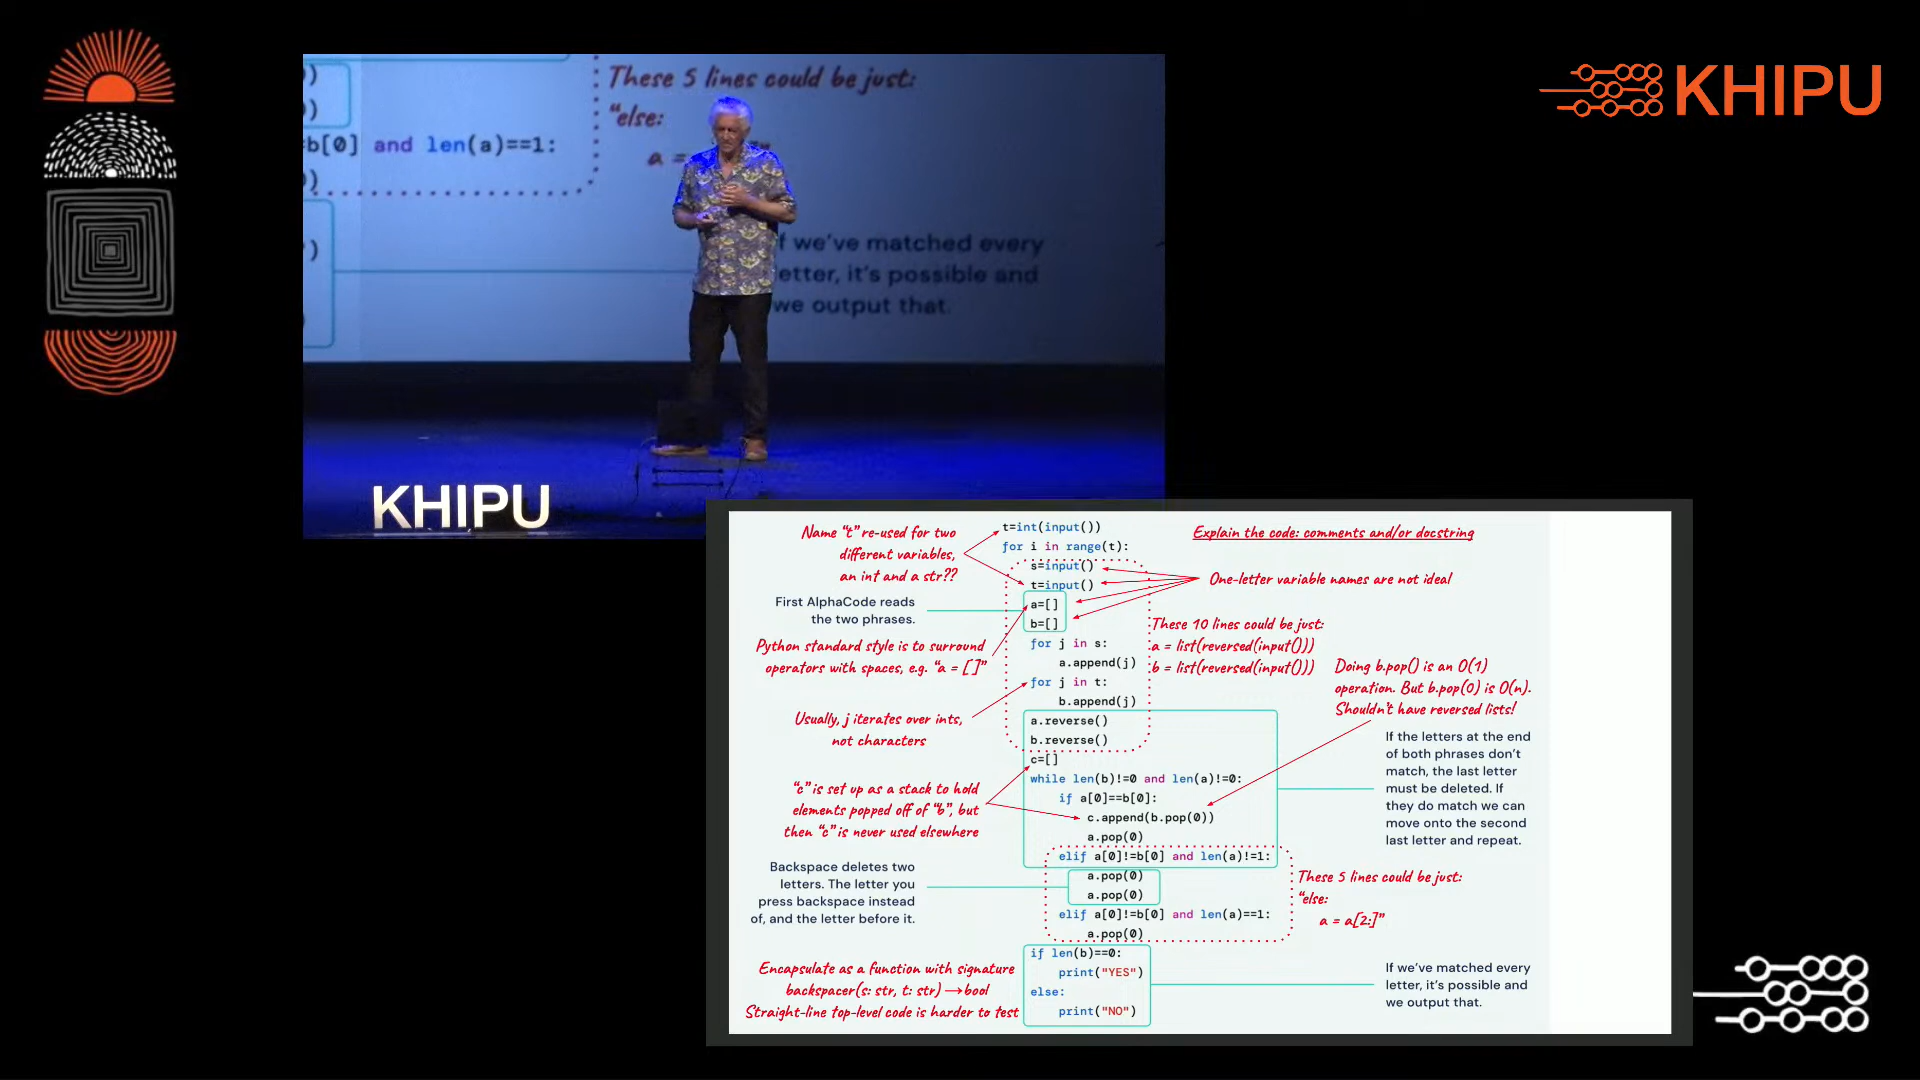 KHIPU
)
)
=b[0] and len(a)==1:
)
")
)
These 5 lines could be just:
"else:
a =
f we've matched every
etter, it's possible and
we output that.
KHIPU
Name "t" re-used for two
different variables,
an int and a str??
First AlphaCode reads
the two phrases.
Python standard style is to surround
operators with spaces, e.g. "a = []"
Usually, j iterates over ints,
not characters
"c" is set up as a stack to hold
elements popped off of "b", but
then "c" is never used elsewhere
Backspace deletes two
letters. The letter you
press backspace instead
of, and the letter before it.
Encapsulate as a function with signature
backspacer(s: str, t: str) → bool
Straight-line top-level code is harder to test
t=int(input())
for i in range(t):
s=input()
t=input()
a=[]
b=[]
for j in s:
a.append(j)
for j in t:
b.append(j)
a.reverse()
b.reverse()
c=[]
while len(b)!=0 and len(a)!=0:
if a[0]==b[0]:
c.append(b.pop(0))
a.pop(0)
elif a[0]!=b[0] and len(a)!=1:
a.pop(0)
a.pop(0)
elif a[0]!=b[0] and len(a)==1:
a.pop(0)
if len(b)==0:
print("YES")
else:
print("NO")
Explain the code: comments and/or docstring
One-letter variable names are not ideal
These 10 lines could be just:
a = list(reversed(input()))
b = list(reversed(input()))
Doing b.pop() is an O(1)
operation. But b.pop(0) is O(n).
Shouldn't have reversed lists!
If the letters at the end
of both phrases don't
match, the last letter
must be deleted. If
they do match we can
move onto the second
last letter and repeat.
These 5 lines could be just:
"else:
a = a[2:]"
If we've matched every
letter, it's possible and
we output that.